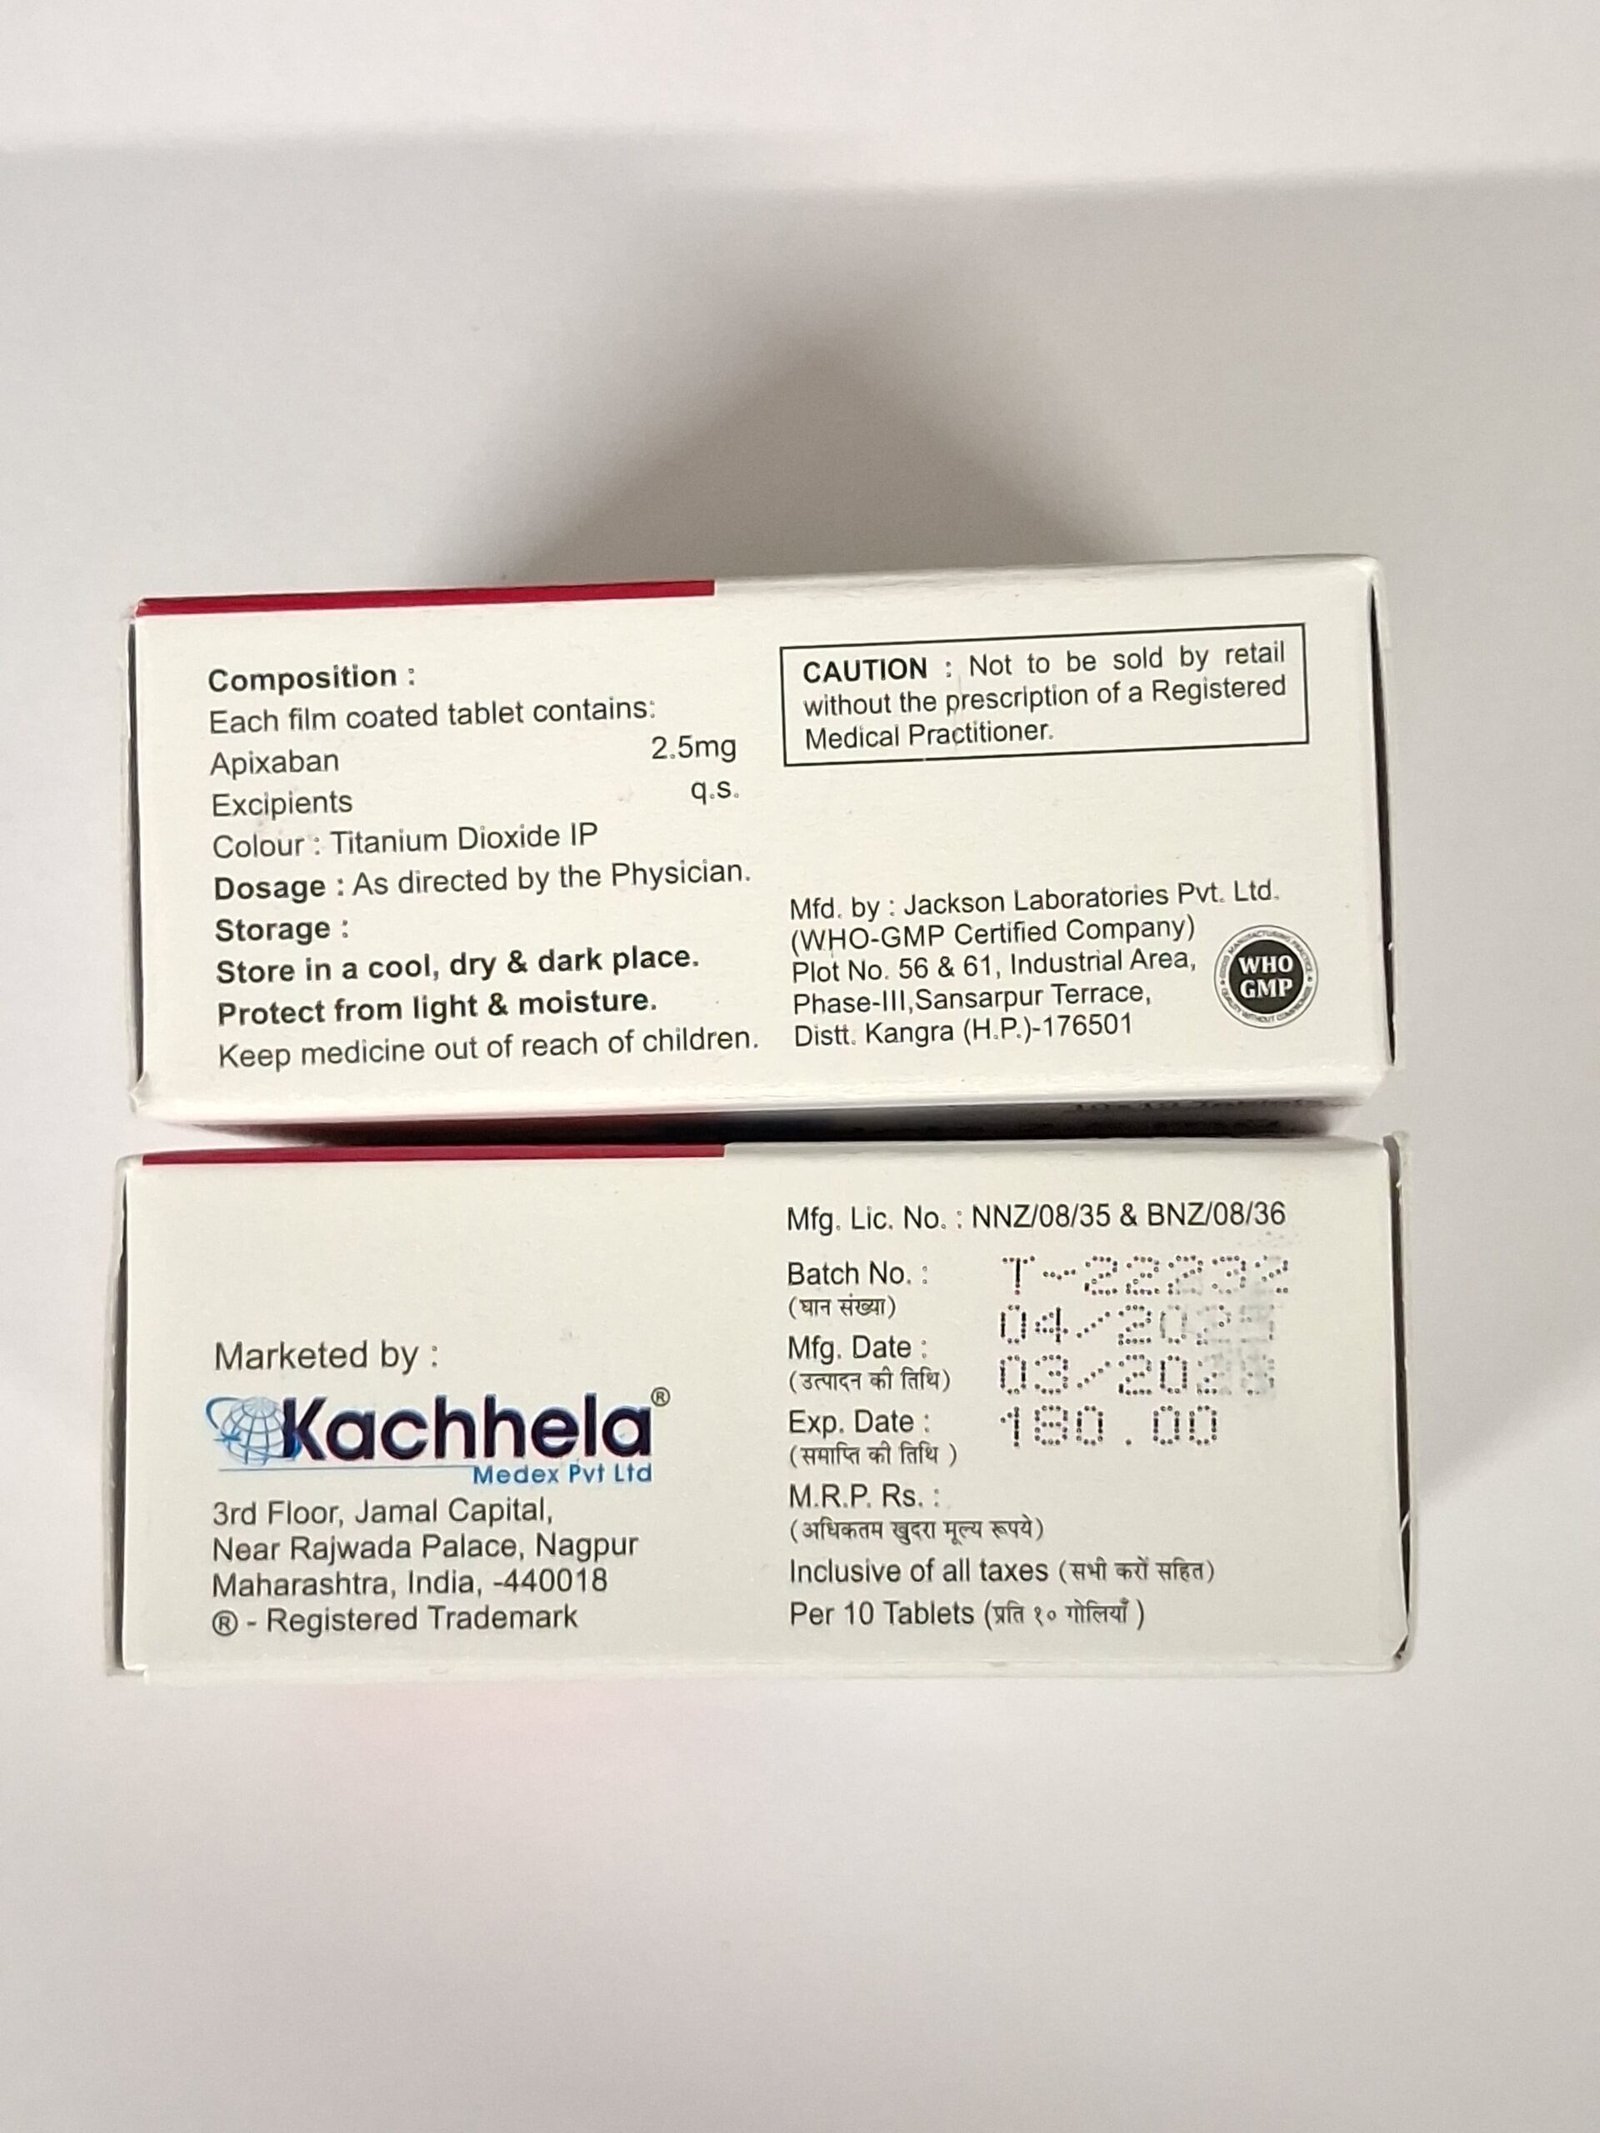 Composition :
Each film coated tablet contains:
Apixaban 2.5mg
Excipients q.s.
Colour : Titanium Dioxide IP
Dosage : As directed by the Physician.
Storage :
Store in a cool, dry & dark place.
Protect from light & moisture.
Keep medicine out of reach of children.
CAUTION : Not to be sold by retail
without the prescription of a Registered
Medical Practitioner.
Mfd. by : Jackson Laboratories Pvt. Ltd.
(WHO-GMP Certified Company)
Plot No. 56 & 61, Industrial Area,
Phase-III,Sansarpur Terrace,
Distt. Kangra (H.P.)-176501
WHO
GMP
Marketed by :
Kachhela®
Medex Pvt Ltd
3rd Floor, Jamal Capital,
Near Rajwada Palace, Nagpur
Maharashtra, India, -440018
® - Registered Trademark
Mfg. Lic. No. : NNZ/08/35 & BNZ/08/36
Batch No. : T-22232
(घान संख्या)
Mfg. Date :
(उत्पादन की तिथि)
Exp. Date :
(समाप्ति की तिथि )
M.R.P. Rs. : 180.00
(अधिकतम खुदरा मूल्य रूपये)
Inclusive of all taxes (सभी करों सहित)
Per 10 Tablets (प्रति १० गोलियाँ )